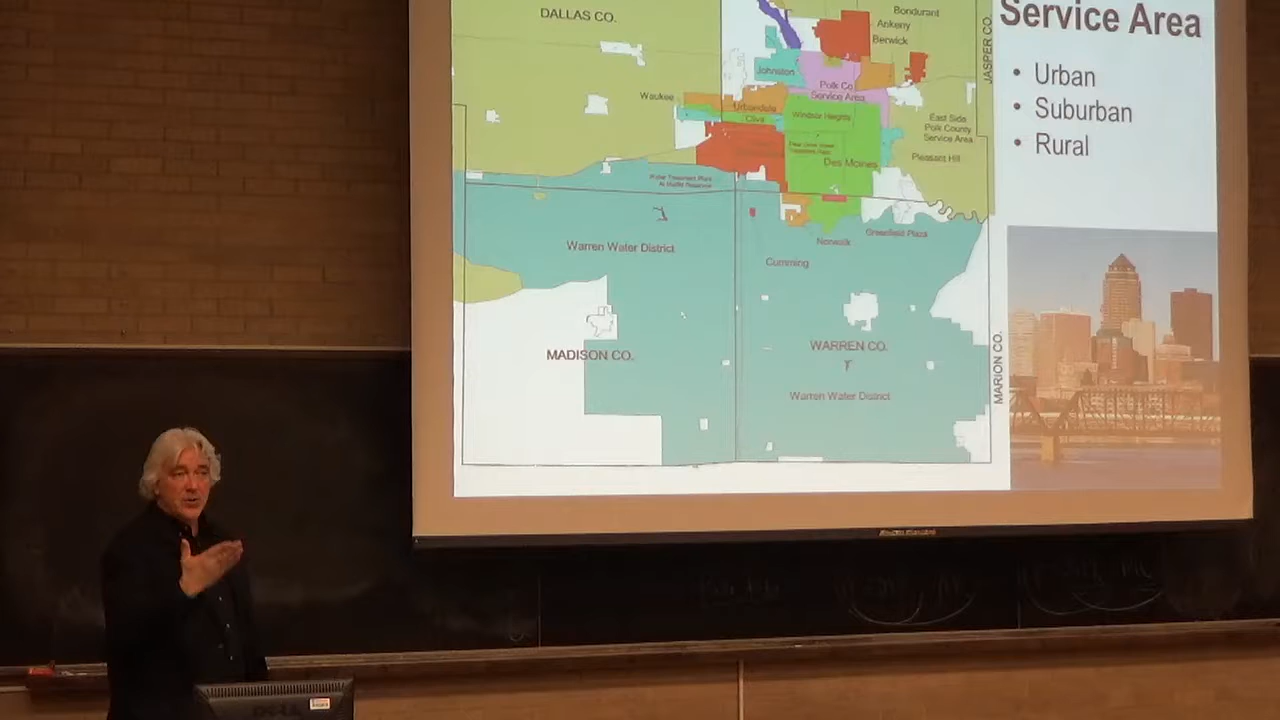 Service Area
• Urban
• Suburban
• Rural
DALLAS CO.
Bondurant
Ankeny
Berwick
JASPER CO.
Johnston
Polk Co
Service Area
Waukee
Urbandale
Clive
Windsor Heights
East Side
Polk County
Service Area
Pleasant Hill
Des Moines
Warren Water District
Norwalk
Greenfield Plaza
Cumming
MADISON CO.
WARREN CO.
Warren Water District
MARION CO.
DELL